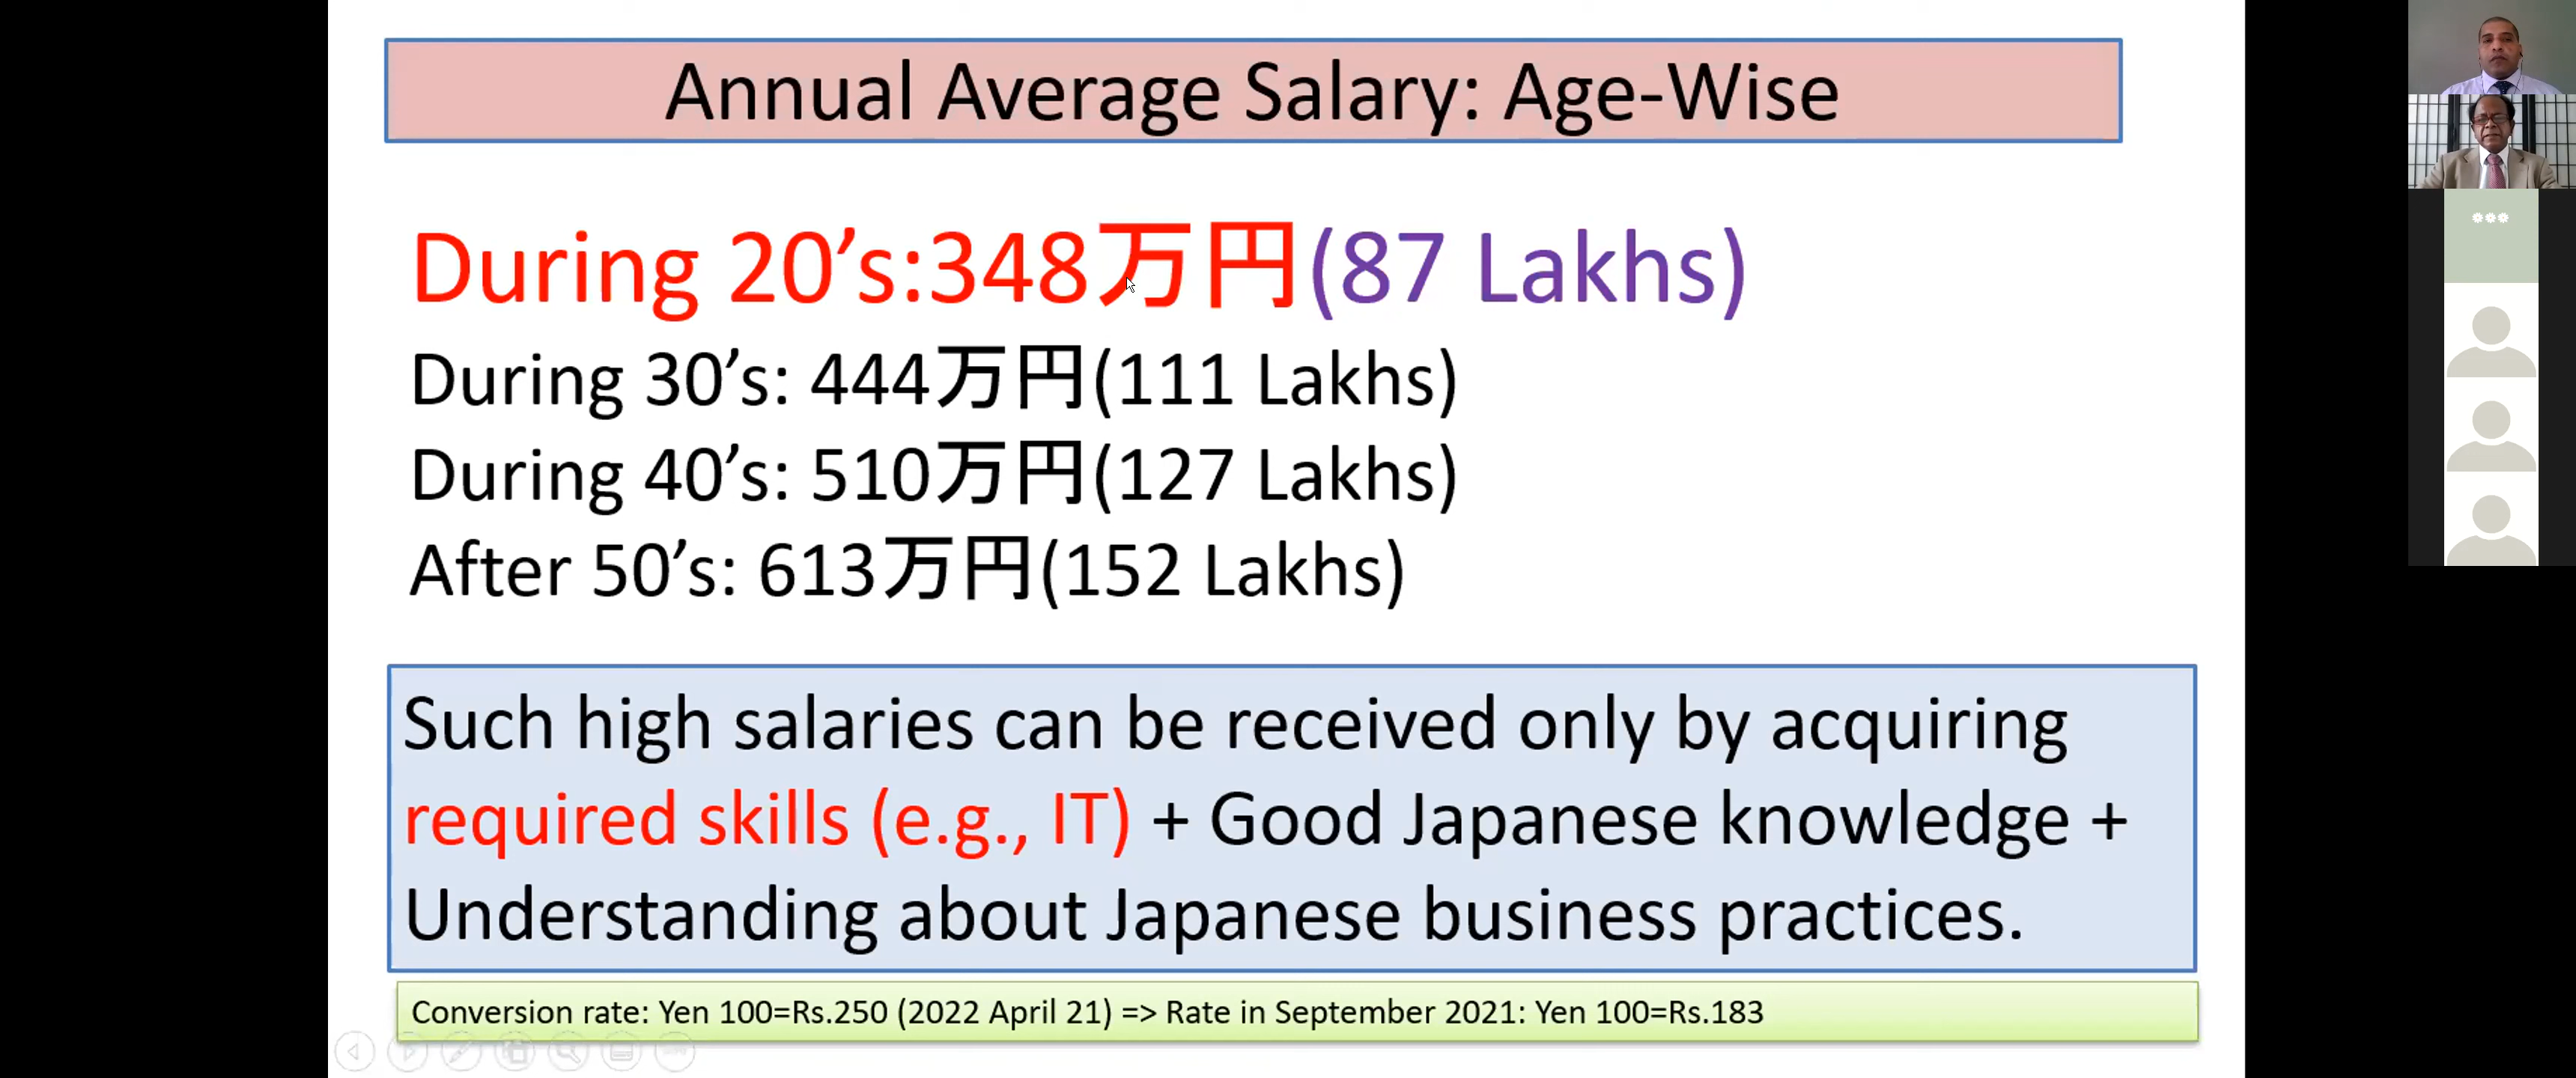 Annual Average Salary: Age-Wise
During 20’s:348万円(87 Lakhs)
During 30’s: 444万円(111 Lakhs)
During 40’s: 510万円(127 Lakhs)
After 50’s: 613万円(152 Lakhs)
Such high salaries can be received only by acquiring
required skills (e.g., IT) + Good Japanese knowledge +
Understanding about Japanese business practices.
Conversion rate: Yen 100=Rs.250 (2022 April 21) => Rate in September 2021: Yen 100=Rs.183